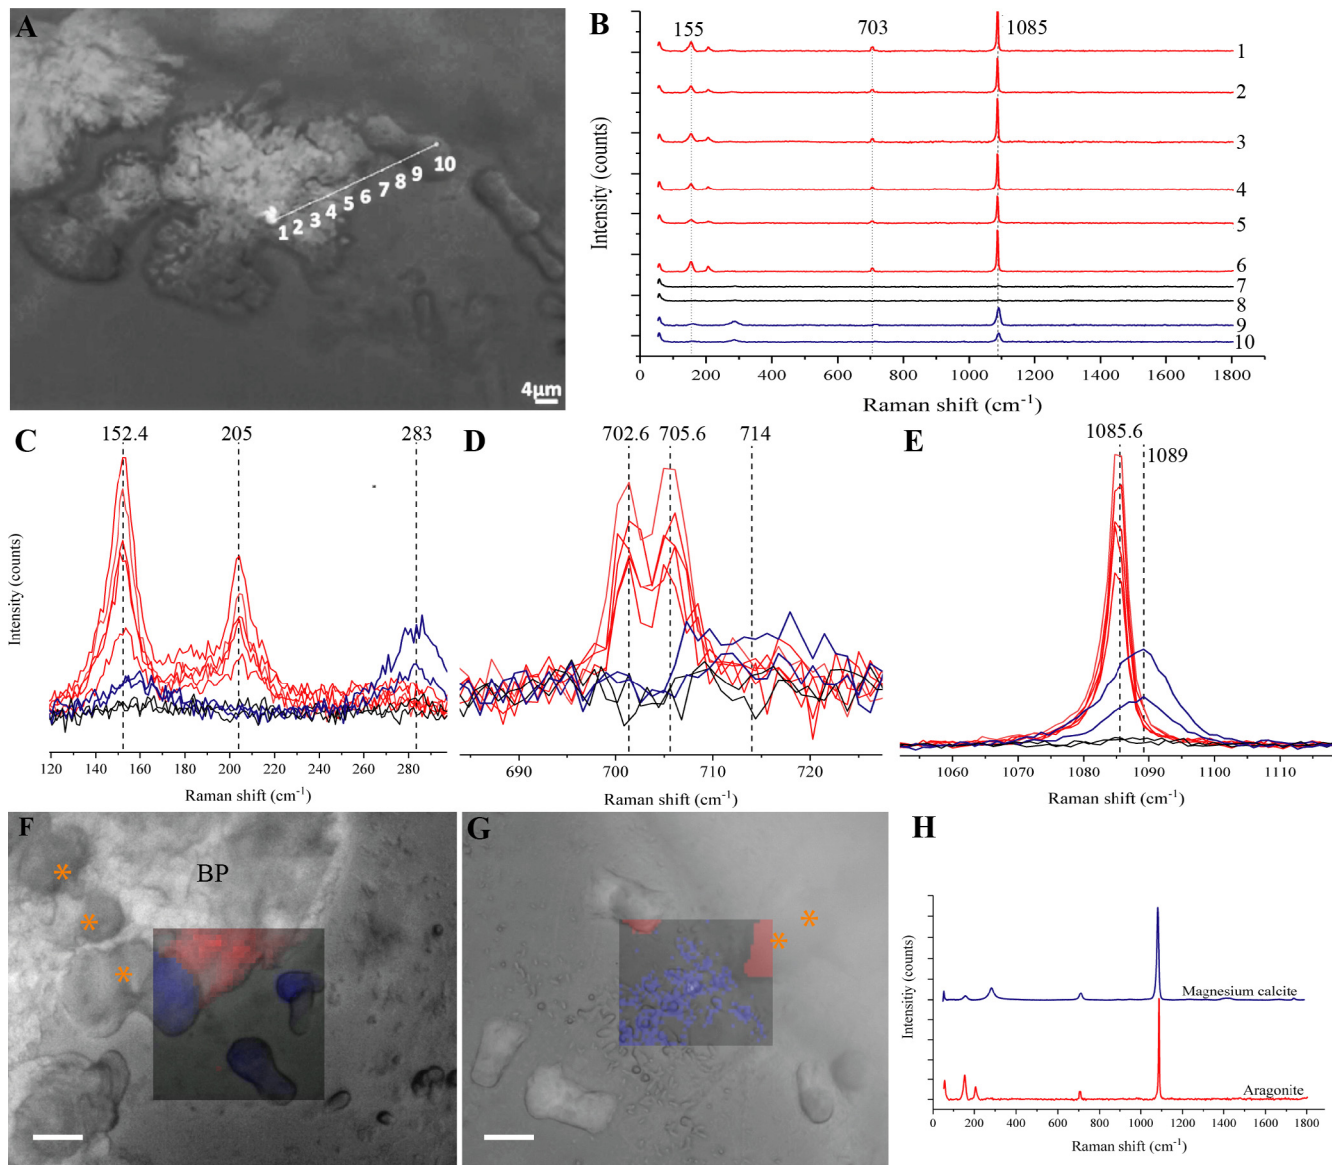 A
1 2 3 4 5 6 7 8 9 10
4µm
B
155 703 1085
1
2
3
4
5
6
7
8
9
10
Intensity (counts)
0 200 400 600 800 1000 1200 1400 1600 1800
Raman shift (cm-1)
C
152.4 205 283
Intensity (counts)
120 140 160 180 200 220 240 260 280
Raman shift (cm-1)
D
702.6 705.6 714
690 700 710 720
Raman shift (cm-1)
E
1085.6
1089
1060 1070 1080 1090 1100 1110
Raman shift (cm-1)
F
BP
*
*
*
G
*
*
H
Intensitiy (counts)
Magnesium calcite
Aragonite
0 200 400 600 800 1000 1200 1400 1600 1800
Raman shift (cm-1)